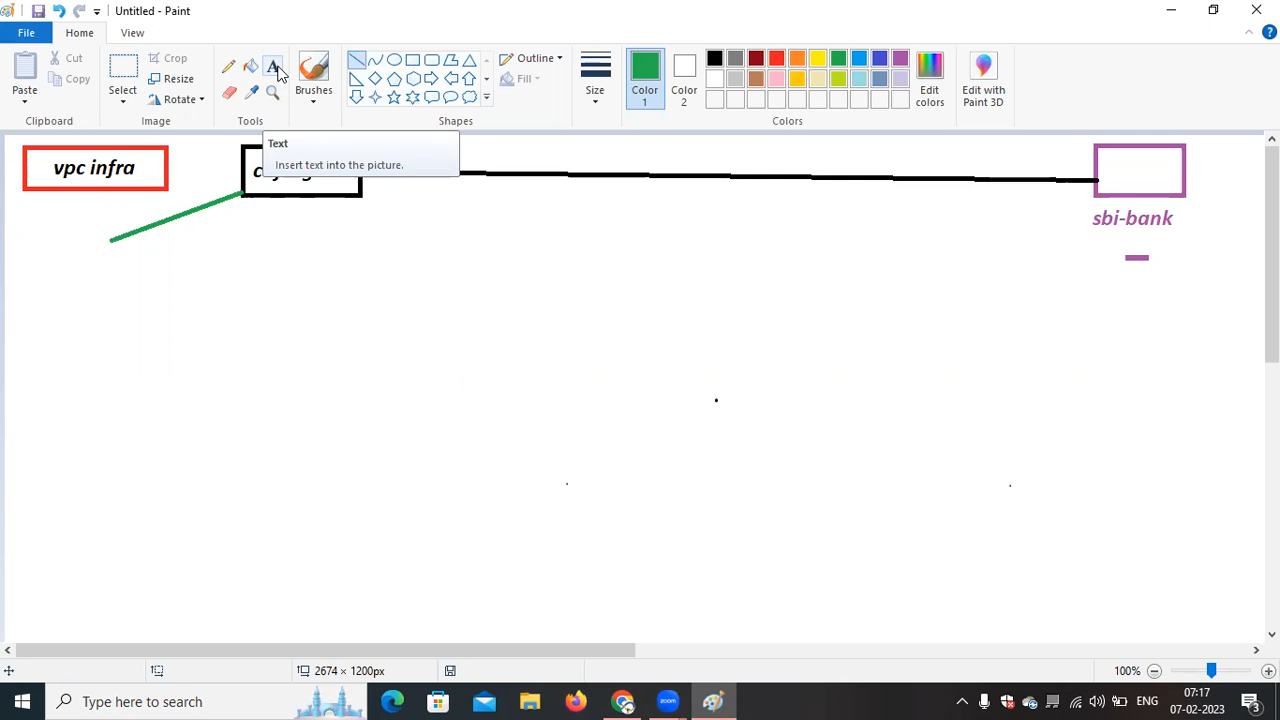 Untitled - Paint
File
Home
View
Paste
Cut
Copy
Clipboard
Select
Crop
Resize
Rotate
Image
A
Tools
Brushes
Shapes
Outline
Fill
Size
Color 1
Color 2
Edit colors
Edit with Paint 3D
Colors
Text
Insert text into the picture.
vpc infra
sbi-bank
2674 × 1200px
100%
Type here to search
zoom
ENG
07:17
07-02-2023
3